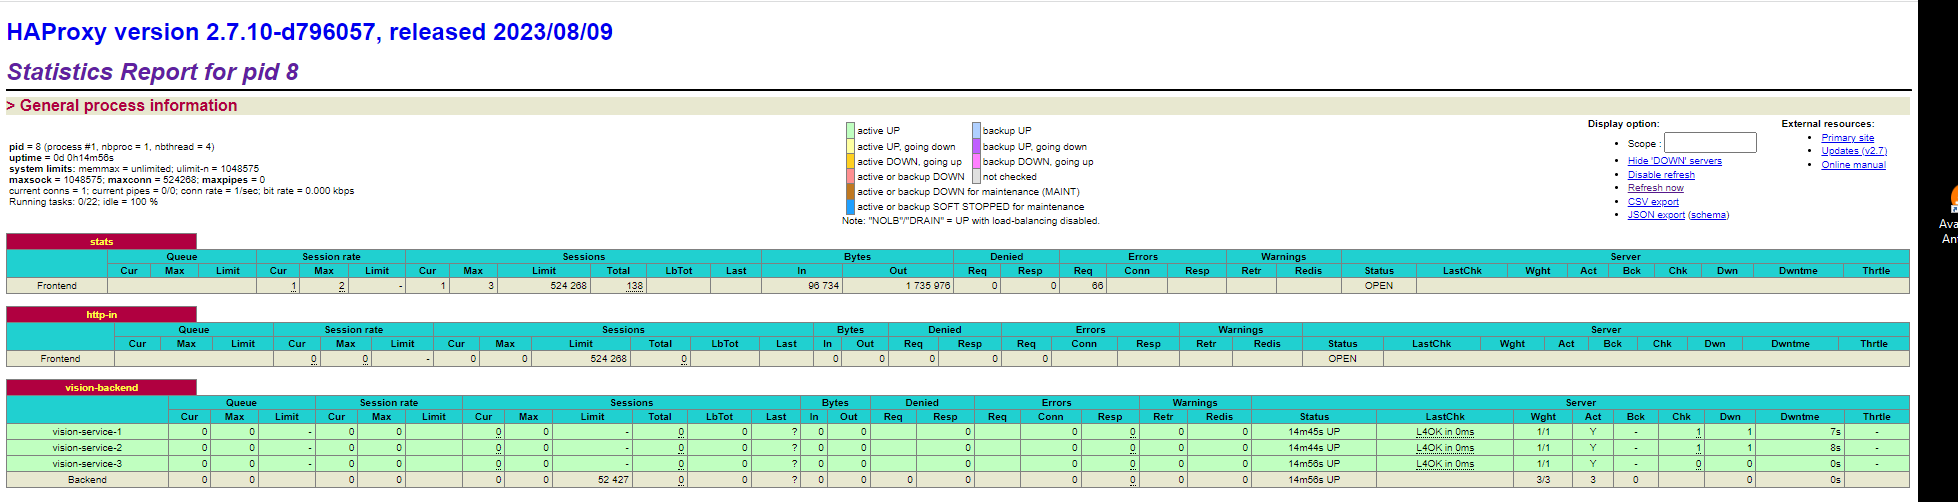 HAProxy version 2.7.10-d796057, released 2023/08/09
Statistics Report for pid 8
> General process information
pid = 8 (process #1, nbproc = 1, nbthread = 4)
uptime = 0d 0h14m56s
system limits: memmax = unlimited; ulimit-n = 1048575
maxsock = 1048575; maxconn = 524268; maxpipes = 0
current conns = 1; current pipes = 0/0; conn rate = 1/sec; bit rate = 0.000 kbps
Running tasks: 0/22; idle = 100 %
active UP backup UP
active UP, going down backup UP, going down
active DOWN, going up backup DOWN, going up
active or backup DOWN not checked
active or backup DOWN for maintenance (MAINT)
active or backup SOFT STOPPED for maintenance
Note: "NOLB"/"DRAIN" = UP with load-balancing disabled.
Display option:
Scope :
Hide 'DOWN' servers
Disable refresh
Refresh now
CSV export
JSON export (schema)
External resources:
Primary site
Updates (v2.7)
Online manual
Ava
An
stats
Queue Session rate Sessions Bytes Denied Errors Warnings Server
Cur Max Limit Cur Max Limit Cur Max Limit Total LbTot Last In Out Req Resp Req Conn Resp Retr Redis Status LastChk Wght Act Bck Chk Dwn Dwntme Thrtle
Frontend 1 2 - 1 3 524 268 138 96 734 1 735 976 0 0 66 OPEN
http-in
Queue Session rate Sessions Bytes Denied Errors Warnings Server
Cur Max Limit Cur Max Limit Cur Max Limit Total LbTot Last In Out Req Resp Req Conn Resp Retr Redis Status LastChk Wght Act Bck Chk Dwn Dwntme Thrtle
Frontend 0 0 - 0 0 524 268 0 0 0 0 0 0 OPEN
vision-backend
Queue Session rate Sessions Bytes Denied Errors Warnings Server
Cur Max Limit Cur Max Limit Cur Max Limit Total LbTot Last In Out Req Resp Req Conn Resp Retr Redis Status LastChk Wght Act Bck Chk Dwn Dwntme Thrtle
vision-service-1 0 0 - 0 0 0 0 - 0 0 ? 0 0 0 0 0 0 0 14m45s UP L4OK in 0ms 1/1 Y - 1 1 7s -
vision-service-2 0 0 - 0 0 0 0 - 0 0 ? 0 0 0 0 0 0 0 14m44s UP L4OK in 0ms 1/1 Y - 1 1 8s -
vision-service-3 0 0 - 0 0 0 0 - 0 0 ? 0 0 0 0 0 0 0 14m56s UP L4OK in 0ms 1/1 Y - 0 0 0s -
Backend 0 0 0 0 0 0 52 427 0 0 ? 0 0 0 0 0 0 0 0 14m56s UP 3/3 3 0 0 0s